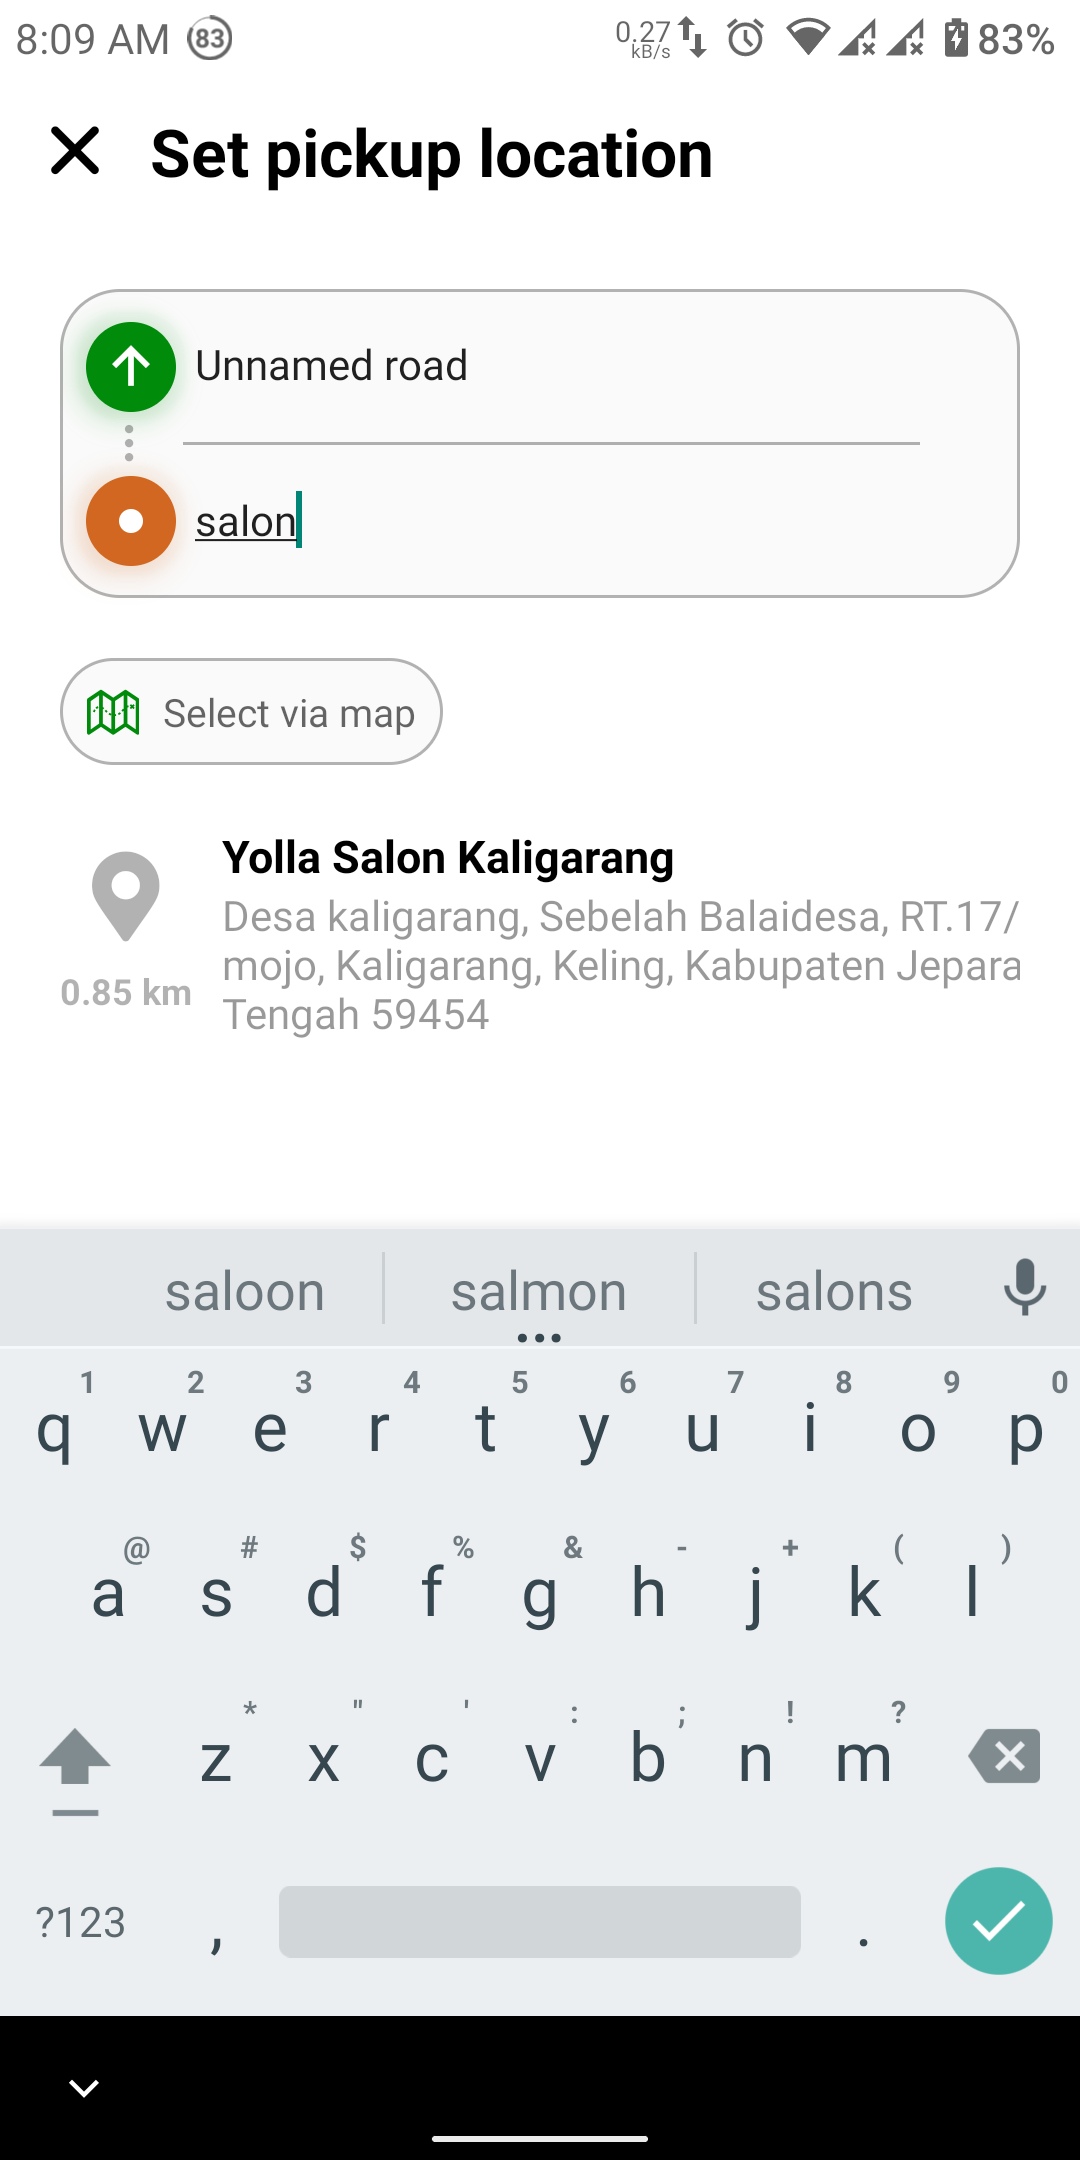 8:09 AM 83 0.27 kB/s 83%
Set pickup location
Unnamed road
salon
Select via map
Yolla Salon Kaligarang
Desa kaligarang, Sebelah Balaidesa, RT.17/
mojo, Kaligarang, Keling, Kabupaten Jepara
Tengah 59454
0.85 km
saloon salmon salons
1 2 3 4 5 6 7 8 9 0
q w e r t y u i o p
@ # $ % & - + ( )
a s d f g h j k l
* " ' : ; ! ?
z x c v b n m
?123 , .